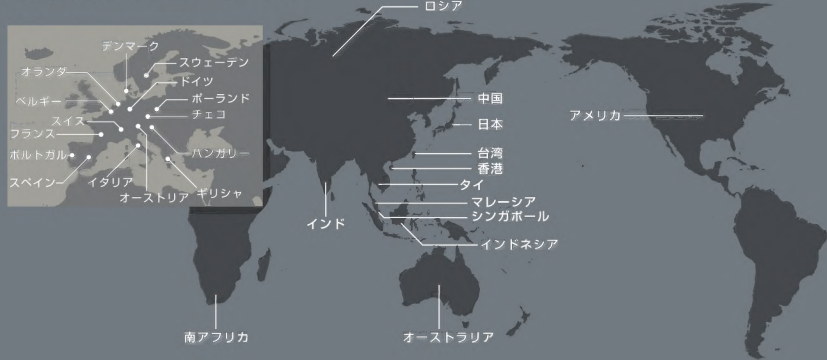 ロシア
デンマーク
オランダ
スウェーデン
ドイツ
ベルギー
ポーランド
スイス
チェコ
フランス
ハンガリー
ポルトガル
スペイン
イタリア
オーストリア
ギリシャ
中国
日本
アメリカ
台湾
香港
タイ
マレーシア
シンガポール
インド
インドネシア
南アフリカ
オーストラリア